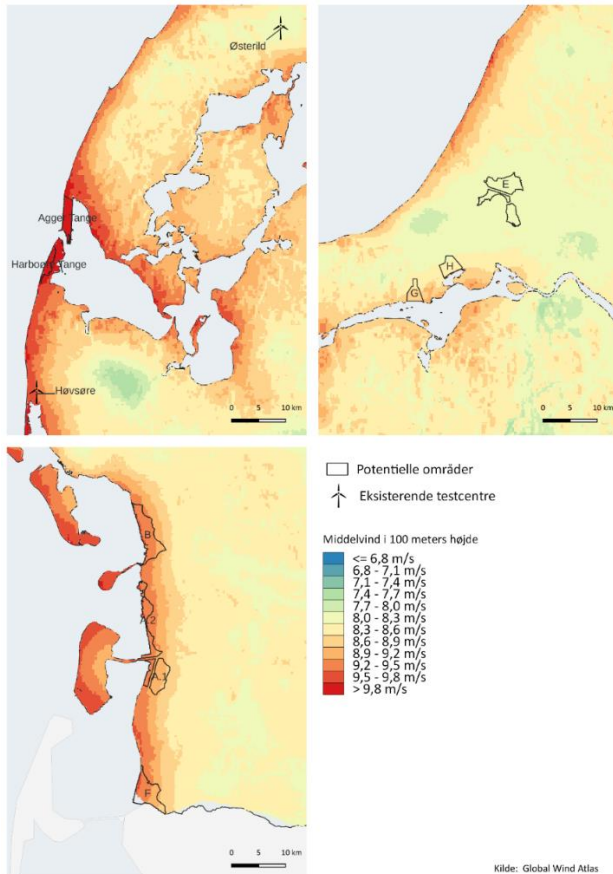 Østerild
Agger Tange
Harboøre Tange
Høvsøre
0 5 10 km
E
H
G
0 5 10 km
B
A.2
A.1
F
0 5 10 km
Potentielle områder
Eksisterende testcentre
Middelvind i 100 meters højde
<= 6,8 m/s
6,8 - 7,1 m/s
7,1 - 7,4 m/s
7,4 - 7,7 m/s
7,7 - 8,0 m/s
8,0 - 8,3 m/s
8,3 - 8,6 m/s
8,6 - 8,9 m/s
8,9 - 9,2 m/s
9,2 - 9,5 m/s
9,5 - 9,8 m/s
> 9,8 m/s
Kilde: Global Wind Atlas